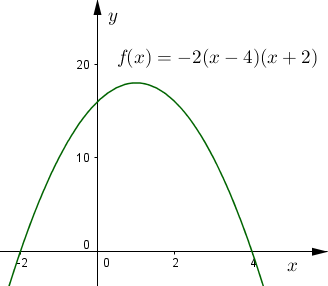 y
f(x) = −2(x − 4)(x + 2)
20
10
0
-2 0 2 4
x